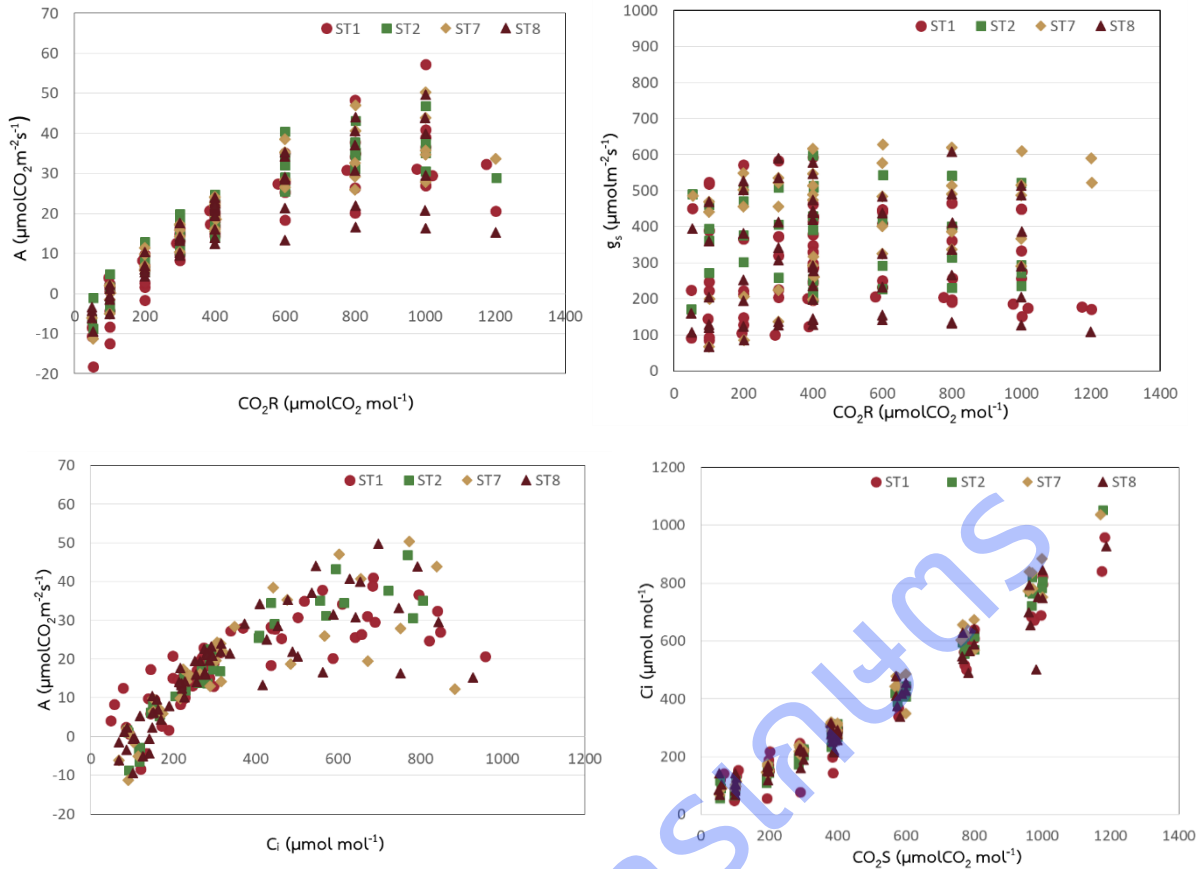 ST1 ST2 ST7 ST8
70
60
50
40
30
20
10
0
-10
-20
0 200 400 600 800 1000 1200 1400
A (µmolCO₂m⁻²s⁻¹)
CO₂R (µmolCO₂ mol⁻¹)
ST1 ST2 ST7 ST8
1000
900
800
700
600
500
400
300
200
100
0
0 200 400 600 800 1000 1200 1400
gₛ (µmolm⁻²s⁻¹)
CO₂R (µmolCO₂ mol⁻¹)
ST1 ST2 ST7 ST8
70
60
50
40
30
20
10
0
-10
-20
0 200 400 600 800 1000 1200
A (µmolCO₂m⁻²s⁻¹)
Cᵢ (µmol mol⁻¹)
ST1 ST2 ST7 ST8
1200
1000
800
600
400
200
0
0 200 400 600 800 1000 1200 1400
Ci (µmol mol⁻¹)
CO₂S (µmolCO₂ mol⁻¹)